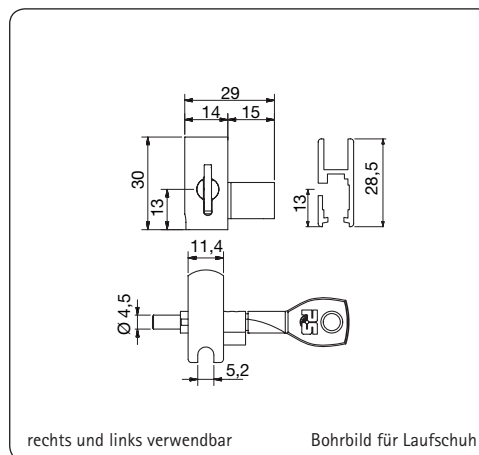 29
14 15
30
13
13
28,5
11,4
Ø 4,5
5,2
rechts und links verwendbar
Bohrbild für Laufschuh